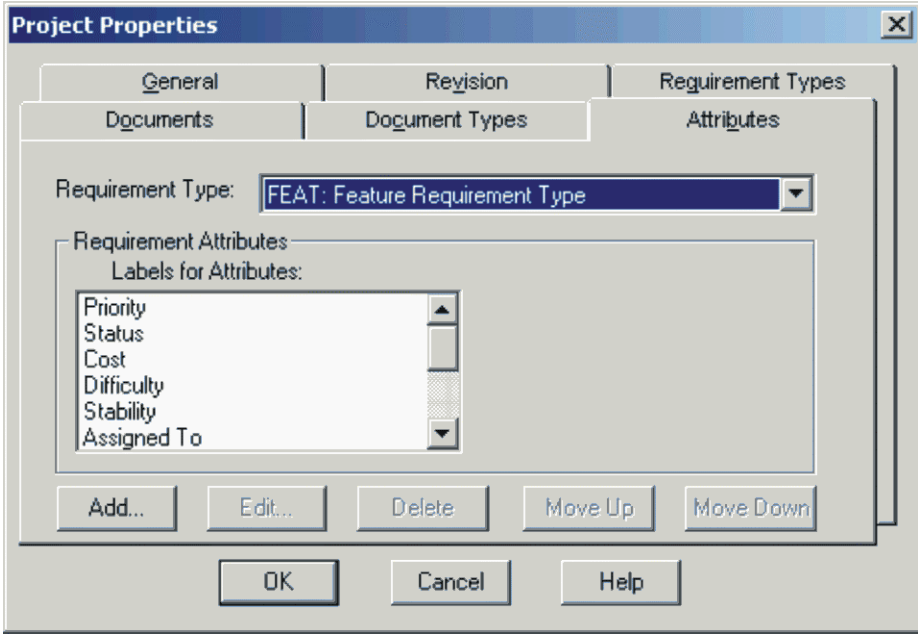 Project Properties
General Revision Requirement Types
Documents Document Types Attributes
Requirement Type: FEAT: Feature Requirement Type
Requirement Attributes
Labels for Attributes:
Priority
Status
Cost
Difficulty
Stability
Assigned To
Add... Edit... Delete Move Up Move Down
OK Cancel Help